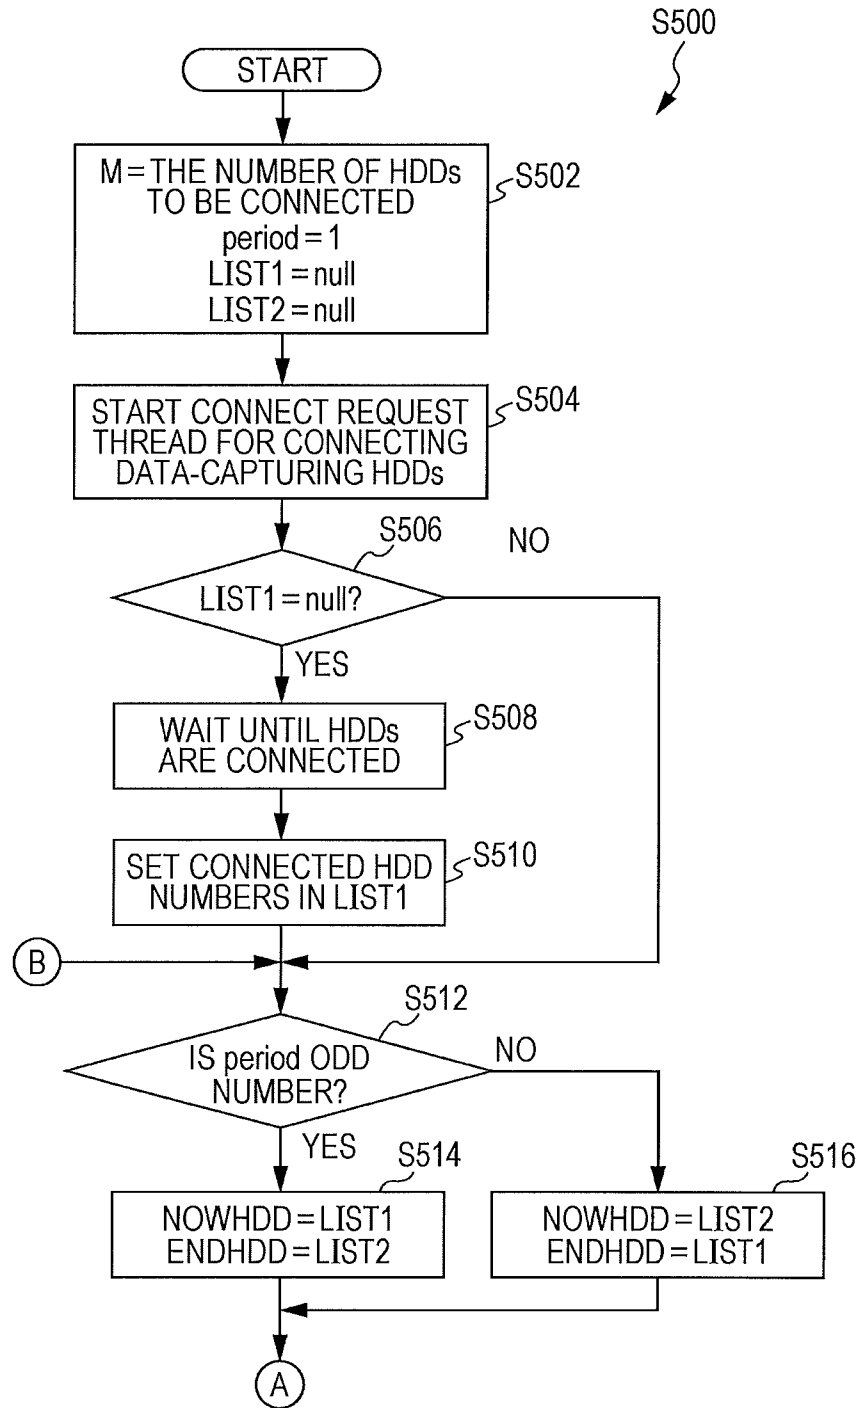 S500
START
M=THE NUMBER OF HDDs
TO BE CONNECTED
period=1
LIST1=null
LIST2=null
S502
START CONNECT REQUEST
THREAD FOR CONNECTING
DATA-CAPTURING HDDs
S504
S506
NO
LIST1=null?
YES
WAIT UNTIL HDDs
ARE CONNECTED
S508
SET CONNECTED HDD
NUMBERS IN LIST1
S510
B
S512
IS period ODD
NUMBER?
NO
YES
S514
NOWHDD=LIST1
ENDHDD=LIST2
S516
NOWHDD=LIST2
ENDHDD=LIST1
A